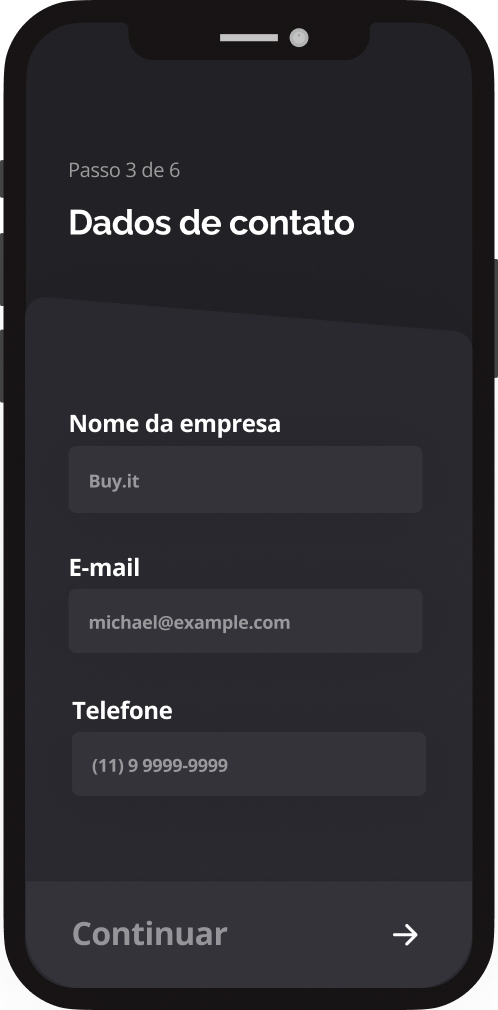 Passo 3 de 6
Dados de contato
Nome da empresa
Buy.it
E-mail
michael@example.com
Telefone
(11) 9 9999-9999
Continuar